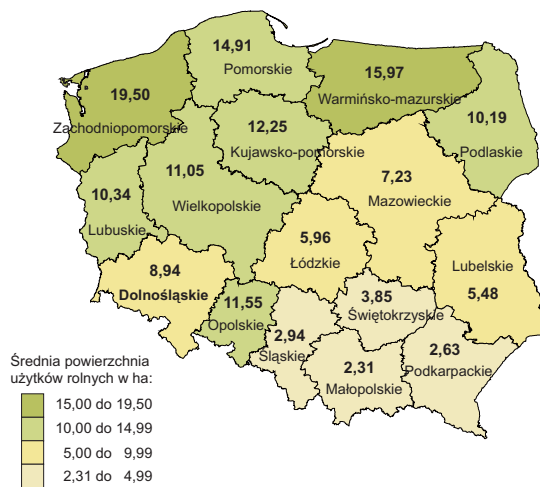 14,91
Pomorskie
15,97
Warmińsko-mazurskie
19,50
Zachodniopomorskie
10,19
Podlaskie
12,25
Kujawsko-pomorskie
11,05
Wielkopolskie
7,23
Mazowieckie
10,34
Lubuskie
5,96
Łódzkie
8,94
Dolnośląskie
Lubelskie
5,48
11,55
Opolskie
2,94
Śląskie
3,85
Świętokrzyskie
2,31
Małopolskie
2,63
Podkarpackie
Średnia powierzchnia
użytków rolnych w ha:
15,00 do 19,50
10,00 do 14,99
5,00 do 9,99
2,31 do 4,99